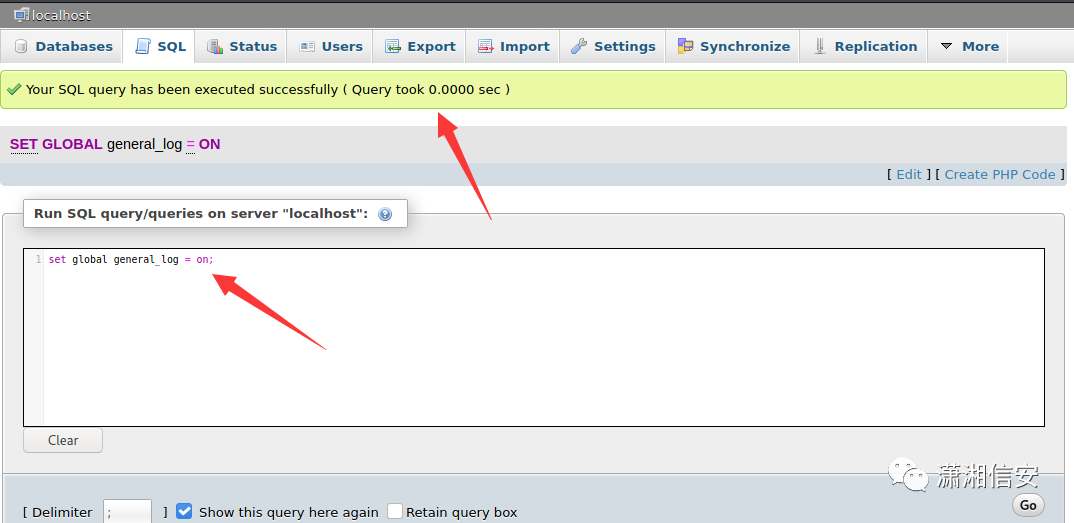 localhost
Databases SQL Status Users Export Import Settings Synchronize Replication More
Your SQL query has been executed successfully ( Query took 0.0000 sec )
SET GLOBAL general_log = ON
[ Edit ] [ Create PHP Code ]
Run SQL query/queries on server "localhost":
1 set global general_log = on;
Clear
潇湘信安
[ Delimiter ; ] Show this query here again Retain query box
Go